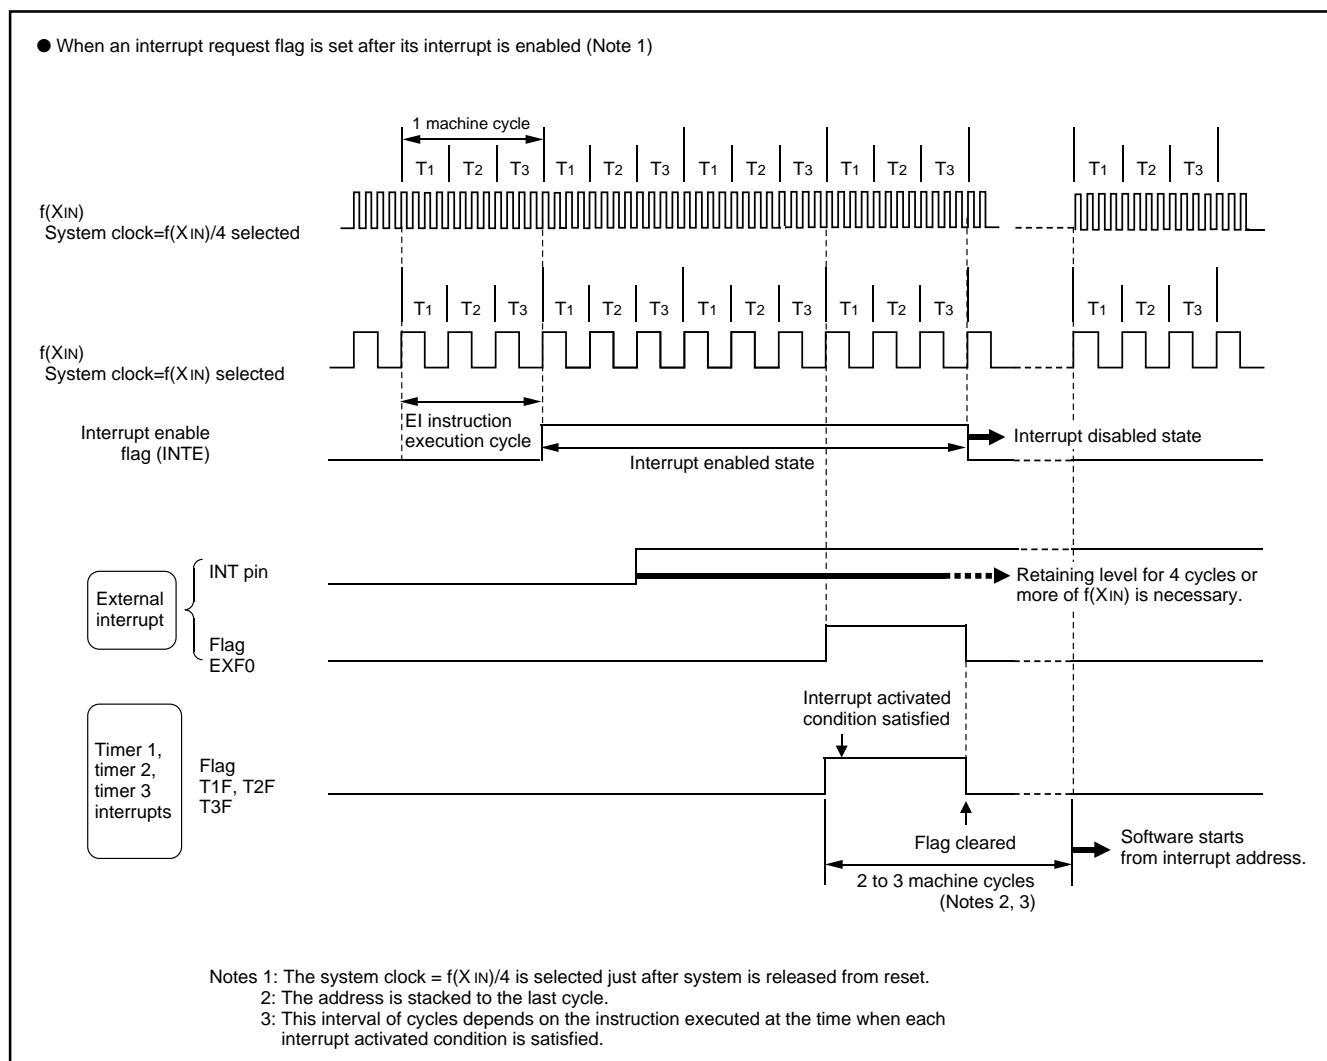 ● When an interrupt request flag is set after its interrupt is enabled (Note 1)
1 machine cycle
T1 T2 T3 T1 T2 T3 T1 T2 T3 T1 T2 T3 T1 T2 T3
f(XIN)
System clock=f(XIN)/4 selected
T1 T2 T3 T1 T2 T3 T1 T2 T3 T1 T2 T3 T1 T2 T3
f(XIN)
System clock=f(XIN) selected
EI instruction
execution cycle
Interrupt enable
flag (INTE)
Interrupt enabled state
Interrupt disabled state
External
interrupt
INT pin
Retaining level for 4 cycles or
more of f(XIN) is necessary.
Flag
EXF0
Interrupt activated
condition satisfied
Timer 1,
timer 2,
timer 3
interrupts
Flag
T1F, T2F
T3F
Flag cleared
Software starts
from interrupt address.
2 to 3 machine cycles
(Notes 2, 3)
Notes 1: The system clock = f(XIN)/4 is selected just after system is released from reset.
2: The address is stacked to the last cycle.
3: This interval of cycles depends on the instruction executed at the time when each
interrupt activated condition is satisfied.